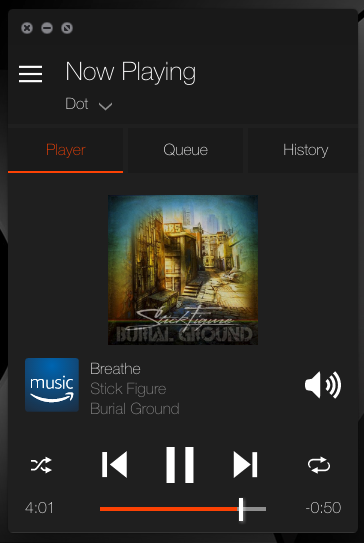 Now Playing
Dot
Player
Queue
History
Stick Figure
BURIAL GROUND
music
Breathe
Stick Figure
Burial Ground
4:01
-0:50